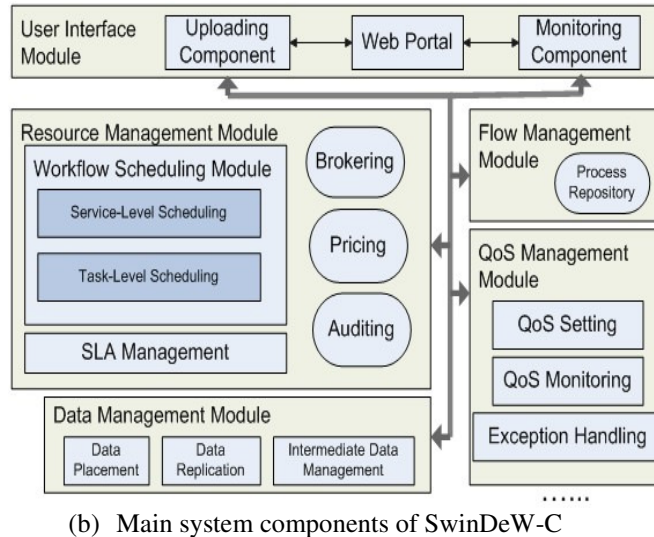 User Interface
Module
Uploading
Component
Web Portal
Monitoring
Component
Resource Management Module
Workflow Scheduling Module
Service-Level Scheduling
Task-Level Scheduling
SLA Management
Brokering
Pricing
Auditing
Flow Management
Module
Process
Repository
QoS Management
Module
QoS Setting
QoS Monitoring
Exception Handling
Data Management Module
Data
Placement
Data
Replication
Intermediate Data
Management
......
(b) Main system components of SwinDeW-C